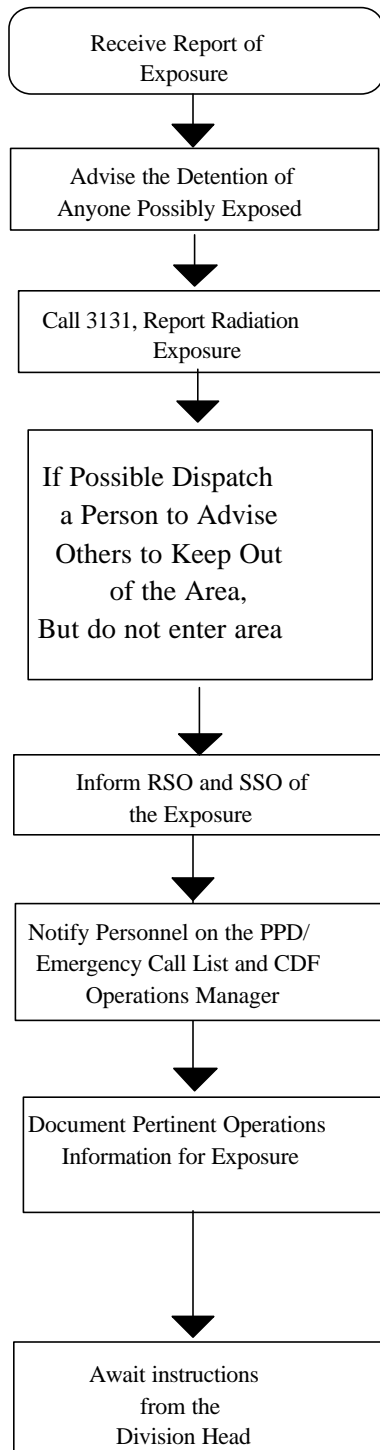 Receive Report of
Exposure
Advise the Detention of
Anyone Possibly Exposed
Call 3131, Report Radiation
Exposure
If Possible Dispatch
a Person to Advise
Others to Keep Out
of the Area,
But do not enter area
Inform RSO and SSO of
the Exposure
Notify Personnel on the PPD/
Emergency Call List and CDF
Operations Manager
Document Pertinent Operations
Information for Exposure
Await instructions
from the
Division Head